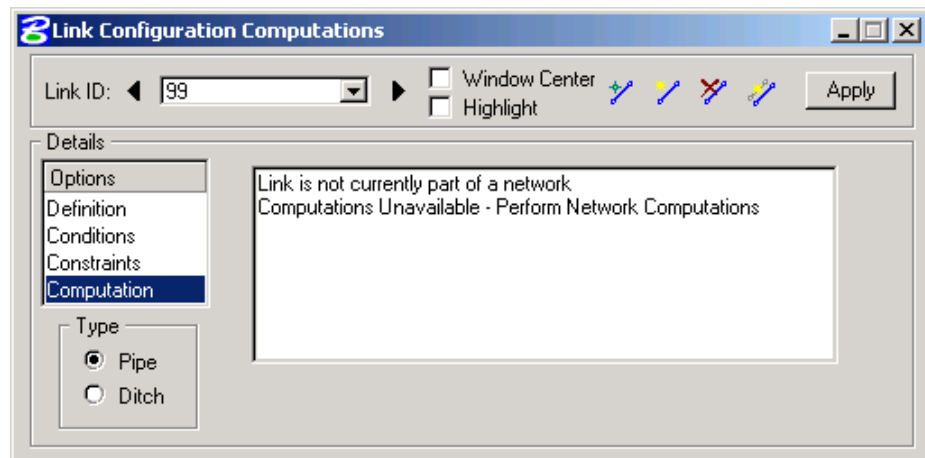 Link Configuration Computations
Link ID: 99 Window Center Apply
Highlight
Details
Options
Definition
Conditions
Constraints
Computation
Link is not currently part of a network
Computations Unavailable - Perform Network Computations
Type
Pipe
Ditch